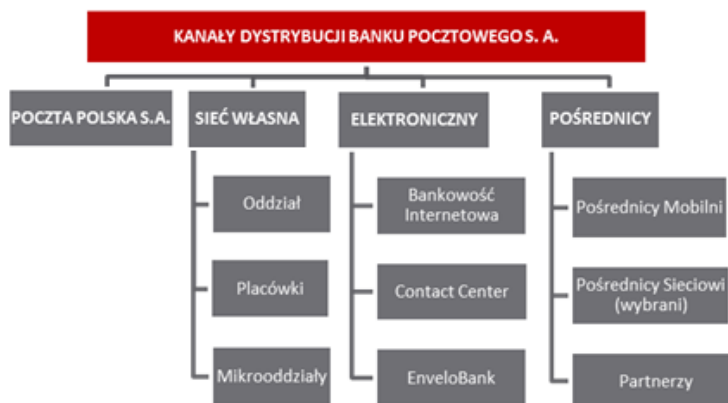 KANAŁY DYSTRYBUCJI BANKU POCZTOWEGO S. A.
POCZTA POLSKA S.A.
SIEĆ WŁASNA
ELEKTRONICZNY
POŚREDNICY
Oddział
Placówki
Mikrooddziały
Bankowość
Internetowa
Contact Center
EnveloBank
Pośrednicy Mobilni
Pośrednicy Sieciowi
(wybrani)
Partnerzy